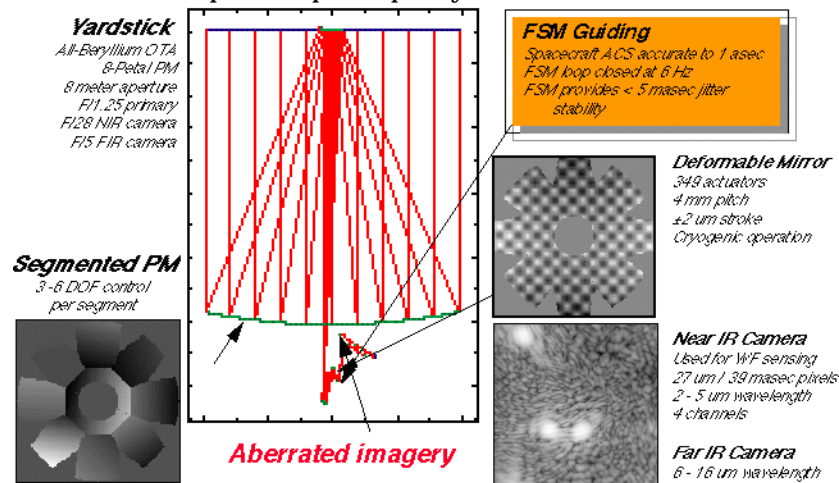 Yardstick
All-Beryllium OTA
8-Petal PM
8 meter aperture
F/1.25 primary
F/28 NIR camera
F/5 FIR camera
FSM Guiding
Spacecraft ACS accurate to 1 asec
FSM loop closed at 6 Hz
FSM provides < 5 masec jitter
stability
Deformable Mirror
349 actuators
4 mm pitch
±2 um stroke
Cryogenic operation
Segmented PM
3 -6 DOF control
per segment
Near IR Camera
Used for WF sensing
27 um / 39 masec pixels
2 - 5 um wavelength
4 channels
Aberrated imagery
Far IR Camera
6 - 16 um wavelength